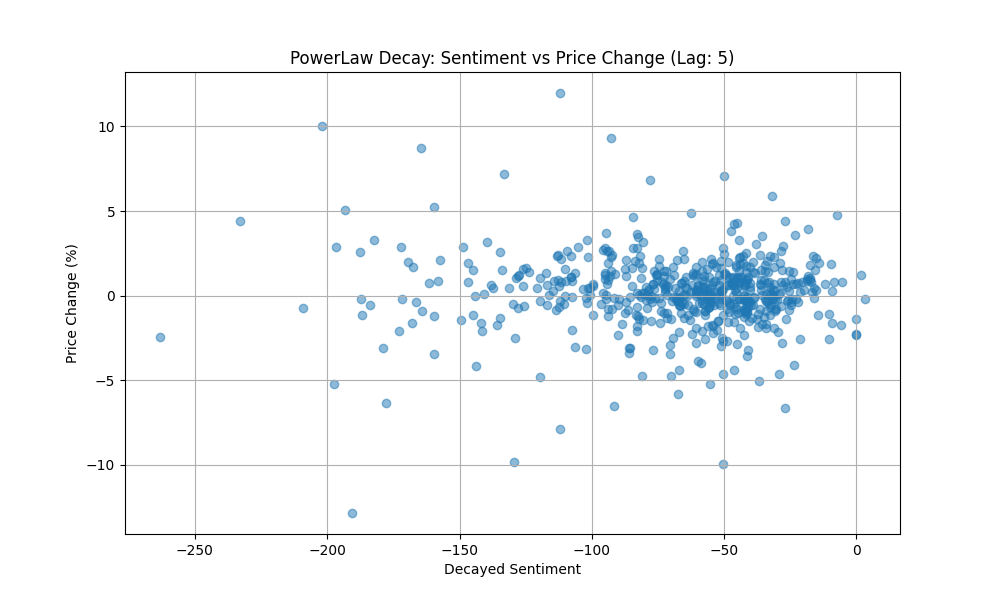 PowerLaw Decay: Sentiment vs Price Change (Lag: 5)
Price Change (%)
10
5
0
−5
−10
−250 −200 −150 −100 −50 0
Decayed Sentiment